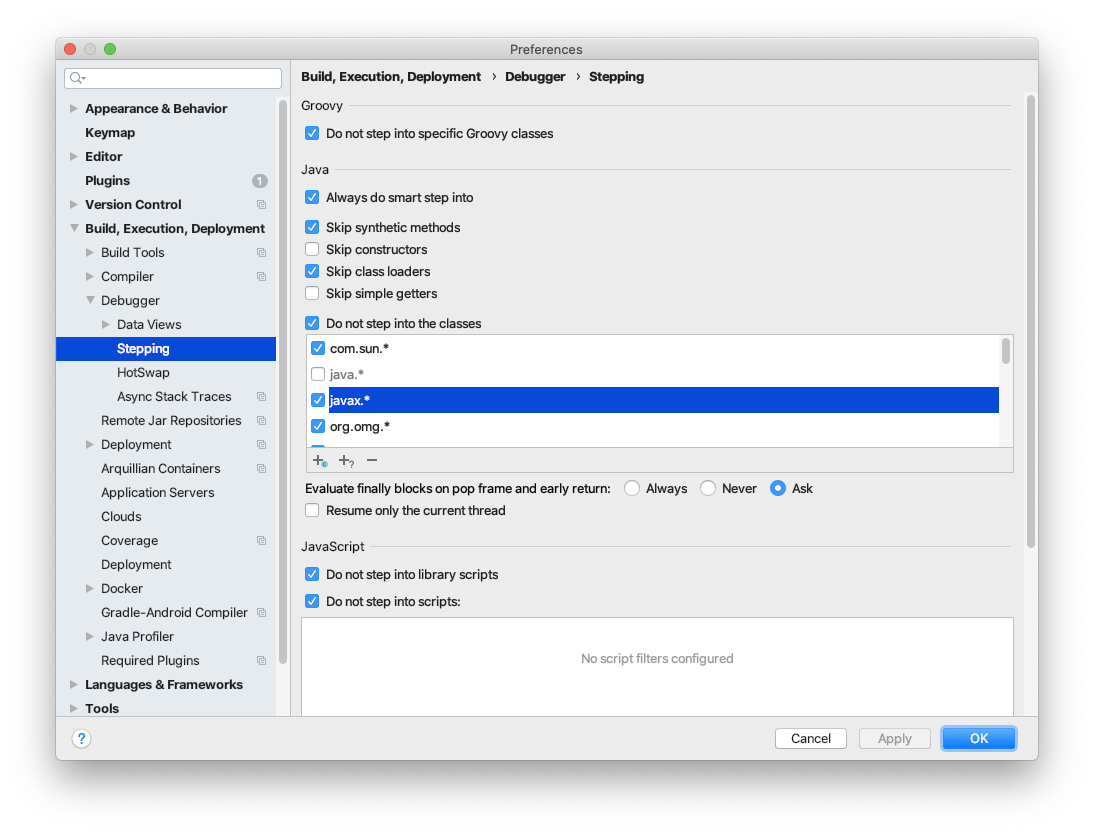 Preferences
Build, Execution, Deployment › Debugger › Stepping
Appearance & Behavior
Keymap
Editor
Plugins 1
Version Control
Build, Execution, Deployment
Build Tools
Compiler
Debugger
Data Views
Stepping
HotSwap
Async Stack Traces
Remote Jar Repositories
Deployment
Arquillian Containers
Application Servers
Clouds
Coverage
Deployment
Docker
Gradle-Android Compiler
Java Profiler
Required Plugins
Languages & Frameworks
Tools
Groovy
Do not step into specific Groovy classes
Java
Always do smart step into
Skip synthetic methods
Skip constructors
Skip class loaders
Skip simple getters
Do not step into the classes
com.sun.*
java.*
javax.*
org.omg.*
Evaluate finally blocks on pop frame and early return: Always Never Ask
Resume only the current thread
JavaScript
Do not step into library scripts
Do not step into scripts:
No script filters configured
? Cancel Apply OK